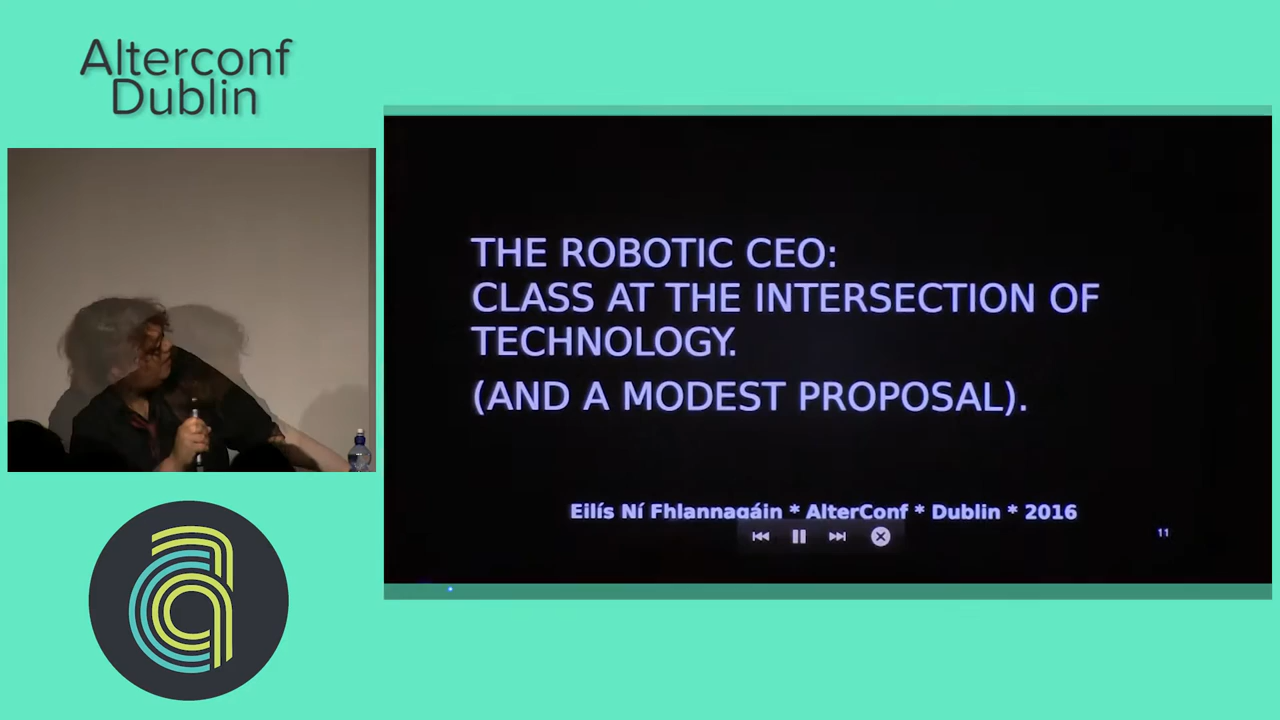 Alterconf
Dublin
THE ROBOTIC CEO:
CLASS AT THE INTERSECTION OF
TECHNOLOGY.
(AND A MODEST PROPOSAL).
Eilís Ní Fhlannagáin * AlterConf * Dublin * 2016
11